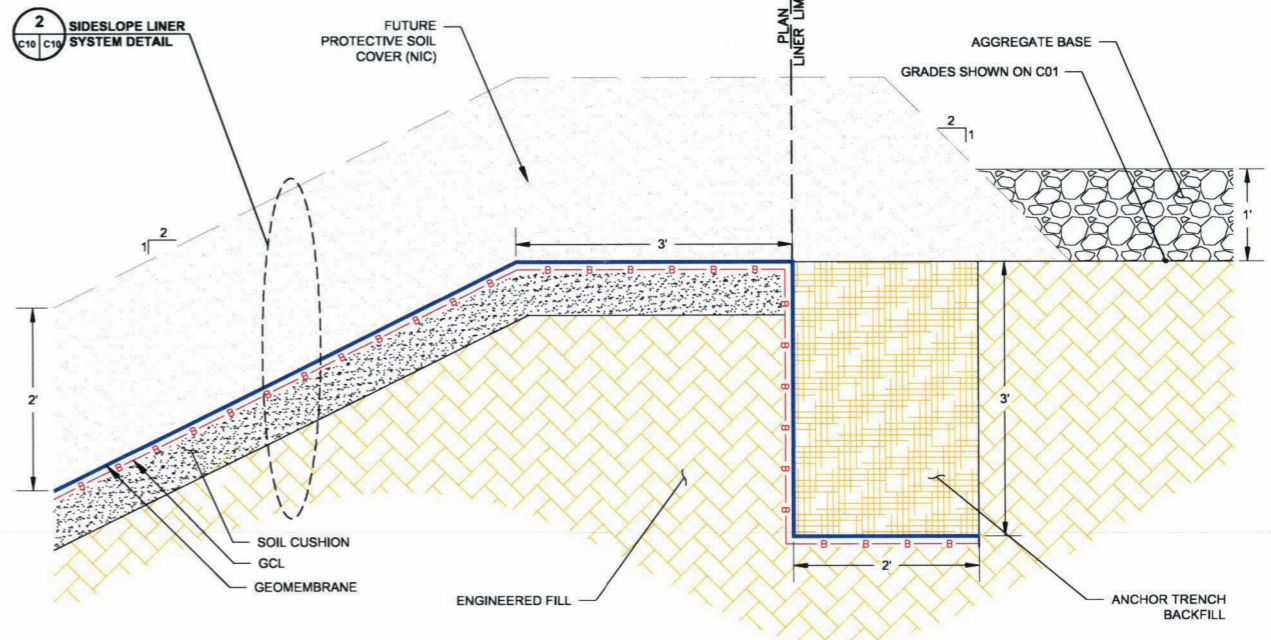 2
C10 C10
SIDESLOPE LINER
SYSTEM DETAIL
FUTURE
PROTECTIVE SOIL
COVER (NIC)
PLAN
LINER LIM
AGGREGATE BASE
GRADES SHOWN ON C01
2
1
1
2
3'
1'
2'
3'
2'
B B B B B B
B B B B B B B B B
B B B B B
B B B B
SOIL CUSHION
GCL
GEOMEMBRANE
ENGINEERED FILL
ANCHOR TRENCH
BACKFILL